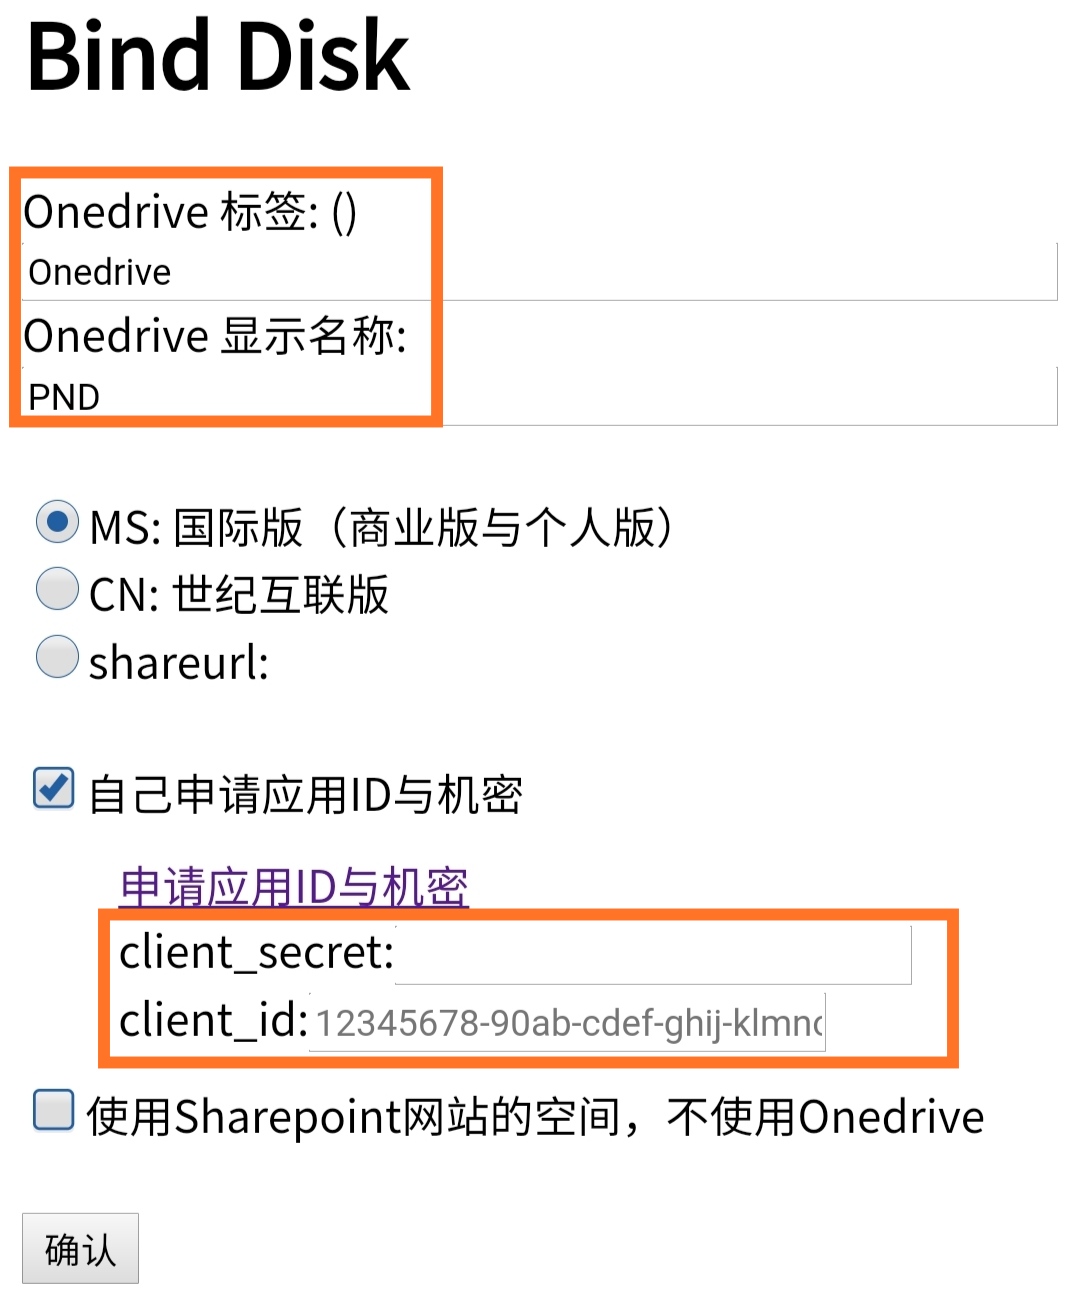 Bind Disk
Onedrive 标签: ()
Onedrive
Onedrive 显示名称:
PND
MS: 国际版（商业版与个人版）
CN: 世纪互联版
shareurl:
自己申请应用ID与机密
申请应用ID与机密
client_secret:
client_id: 12345678-90ab-cdef-ghij-klmno
使用Sharepoint网站的空间，不使用Onedrive
确认